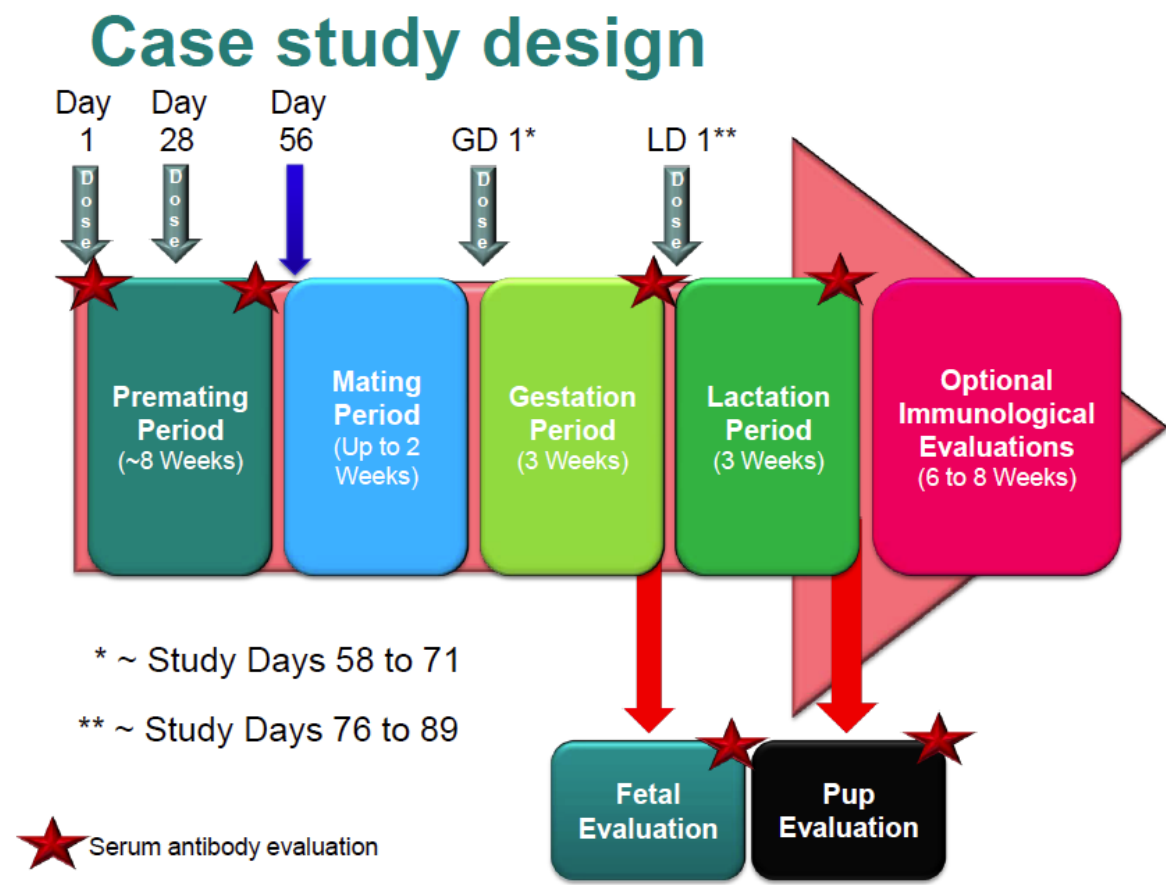 Case study design
Day
1
Day
28
Day
56
GD 1*
LD 1**
Dose
Dose
Dose
Dose
Premating
Period
(~8 Weeks)
Mating
Period
(Up to 2
Weeks)
Gestation
Period
(3 Weeks)
Lactation
Period
(3 Weeks)
Optional
Immunological
Evaluations
(6 to 8 Weeks)
* ~ Study Days 58 to 71
** ~ Study Days 76 to 89
Fetal
Evaluation
Pup
Evaluation
Serum antibody evaluation